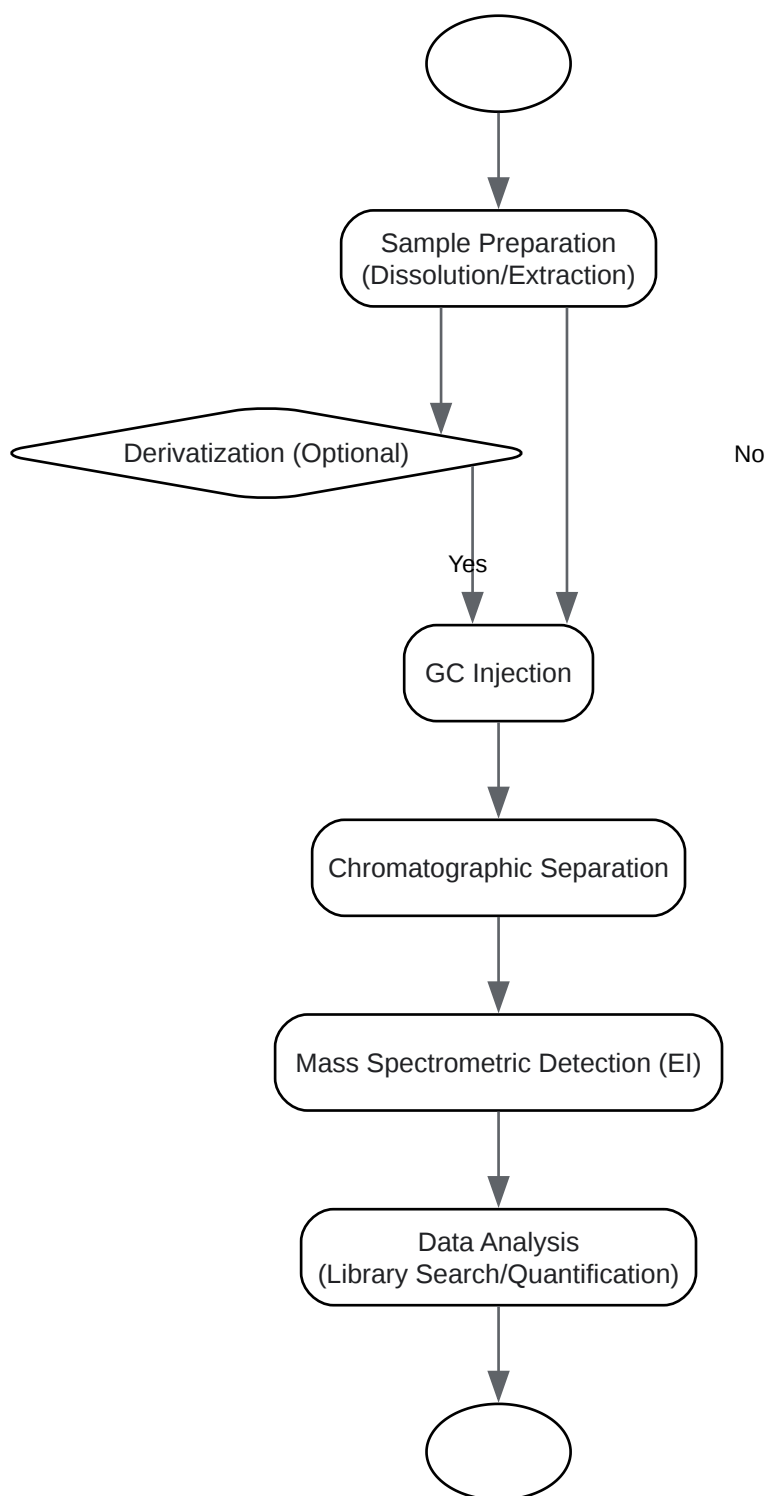 Sample Preparation
(Dissolution/Extraction)
Derivatization (Optional)
No
Yes
GC Injection
Chromatographic Separation
Mass Spectrometric Detection (EI)
Data Analysis
(Library Search/Quantification)